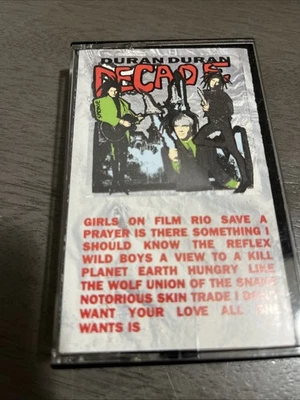 DURAN DURAN
DECADE
GIRLS ON FILM RIO SAVE A
PRAYER IS THERE SOMETHING I
SHOULD KNOW THE REFLEX
WILD BOYS A VIEW TO A KILL
PLANET EARTH HUNGRY LIKE
THE WOLF UNION OF THE SNAKE
NOTORIOUS SKIN TRADE I DON'T
WANT YOUR LOVE ALL SHE
WANTS IS